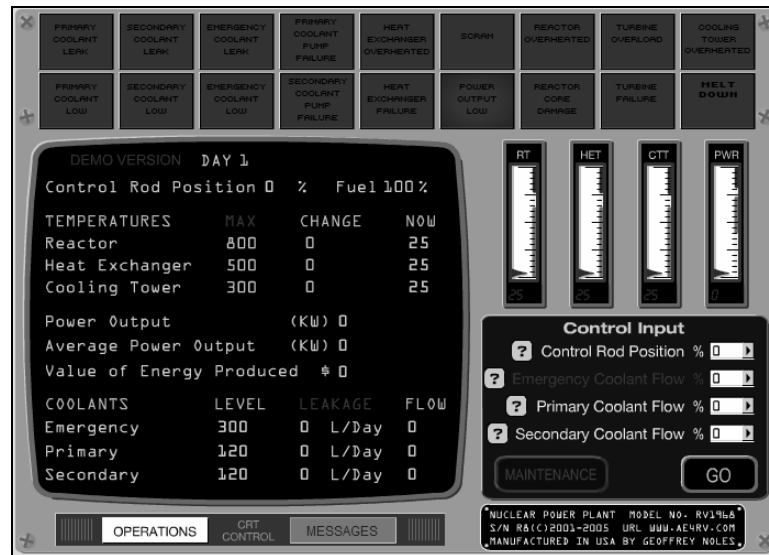 PRIMARY COOLANT LEAK
SECONDARY COOLANT LEAK
EMERGENCY COOLANT LEAK
PRIMARY COOLANT PUMP FAILURE
HEAT EXCHANGER OVERHEATED
SCRAM
REACTOR OVERHEATED
TURBINE OVERLOAD
COOLING TOWER OVERHEATED
PRIMARY COOLANT LOW
SECONDARY COOLANT LOW
EMERGENCY COOLANT LOW
SECONDARY COOLANT PUMP FAILURE
HEAT EXCHANGER FAILURE
POWER OUTPUT LOW
REACTOR CORE DAMAGE
TURBINE FAILURE
MELT DOWN
DEMO VERSION DAY 1
Control Rod Position 0 % Fuel 100%
TEMPERATURES MAX CHANGE NOW
Reactor 800 0 25
Heat Exchanger 500 0 25
Cooling Tower 300 0 25
Power Output (KW) 0
Average Power Output (KW) 0
Value of Energy Produced $ 0
COOLANTS LEVEL LEAKAGE FLOW
Emergency 300 0 L/Day 0
Primary 120 0 L/Day 0
Secondary 120 0 L/Day 0
OPERATIONS CRT CONTROL MESSAGES
RT HET CTT PWR
25 25 25 0
Control Input
? Control Rod Position % 0
? Emergency Coolant Flow % 0
? Primary Coolant Flow % 0
? Secondary Coolant Flow % 0
MAINTENANCE GO
NUCLEAR POWER PLANT MODEL NO. RV1968
S/N R8(C)2001-2005 URL WWW.AE4RV.COM
MANUFACTURED IN USA BY GEOFFREY NOLES.